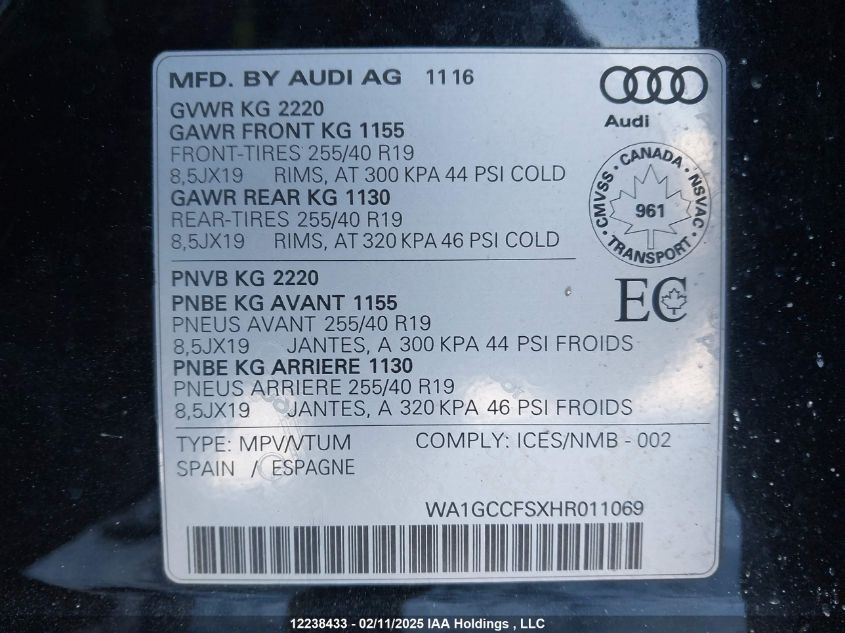 MFD. BY AUDI AG 11 16
Audi
GVWR KG 2220
GAWR FRONT KG 1155
FRONT-TIRES 255/40 R19
8,5JX19 RIMS, AT 300 KPA 44 PSI COLD
GAWR REAR KG 1130
REAR-TIRES 255/40 R19
8,5JX19 RIMS, AT 320 KPA 46 PSI COLD
CMVSS • CANADA • NSVAC
961
• TRANSPORT •
PNVB KG 2220
PNBE KG AVANT 1155
PNEUS AVANT 255/40 R19
8,5JX19 JANTES, A 300 KPA 44 PSI FROIDS
PNBE KG ARRIERE 1130
PNEUS ARRIERE 255/40 R19
8,5JX19 JANTES, A 320 KPA 46 PSI FROIDS
EC
TYPE: MPV/VTUM COMPLY: ICES/NMB - 002
SPAIN / ESPAGNE
WA1GCCFSXHR011069
12238433 - 02/11/2025 IAA Holdings , LLC